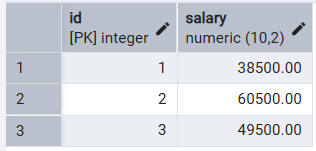 id salary
[PK] integer numeric (10,2)
1 1 38500.00
2 2 60500.00
3 3 49500.00